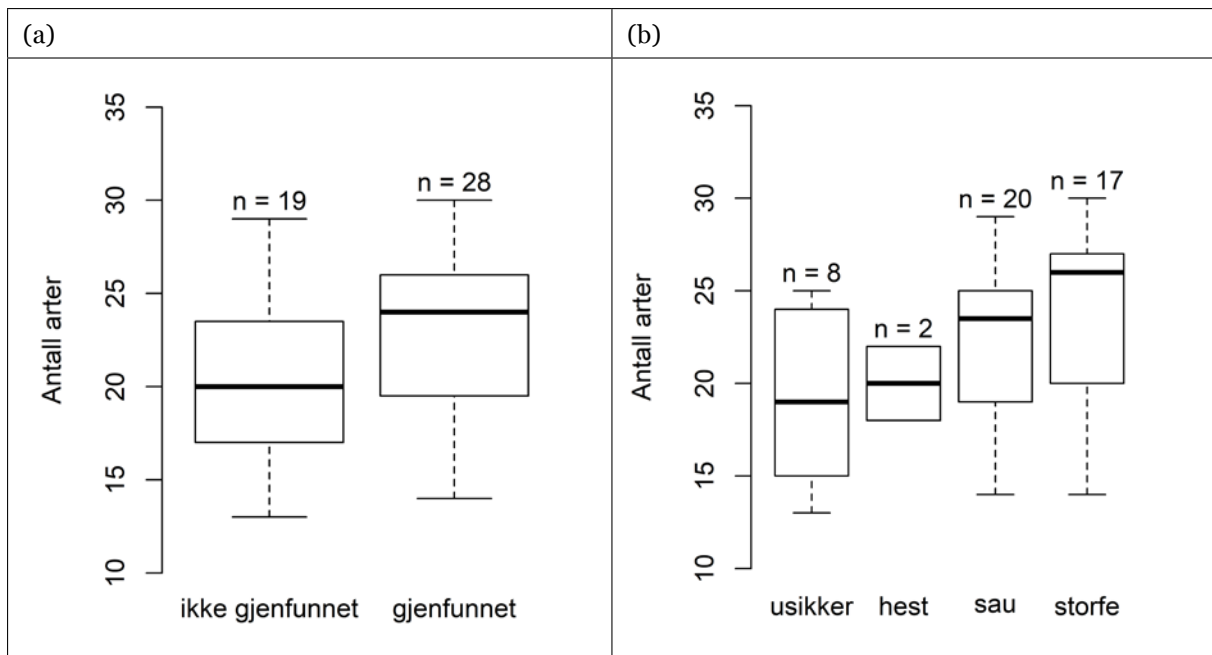 (a)
(b)
Antall arter
35
30
25
20
15
10
n = 19
n = 28
ikke gjenfunnet
gjenfunnet
Antall arter
35
30
25
20
15
10
n = 8
n = 2
n = 20
n = 17
usikker
hest
sau
storfe